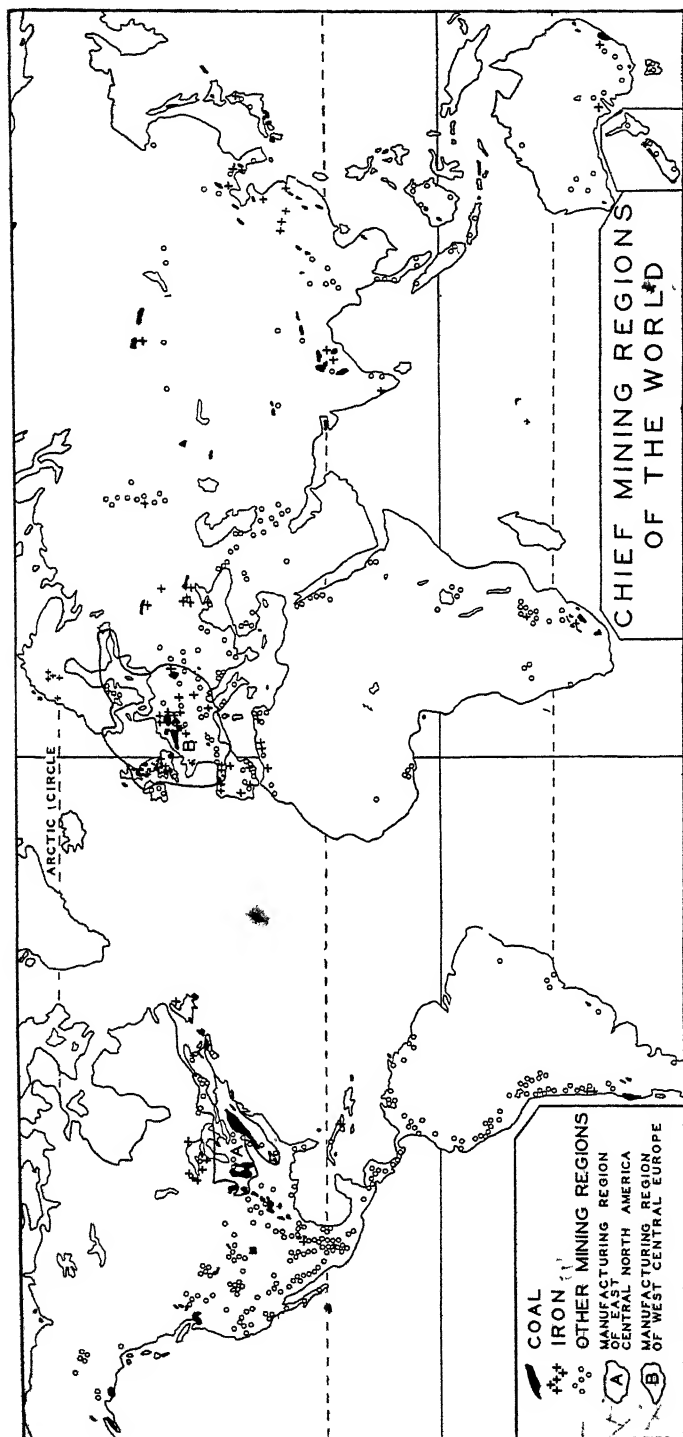 CHIEF MINING REGIONS
OF THE WORLD
ARCTIC CIRCLE
A
B
COAL
IRON
OTHER MINING REGIONS
A
MANUFACTURING REGION
OF EAST
CENTRAL NORTH AMERICA
B
MANUFACTURING REGION
OF WEST CENTRAL EUROPE